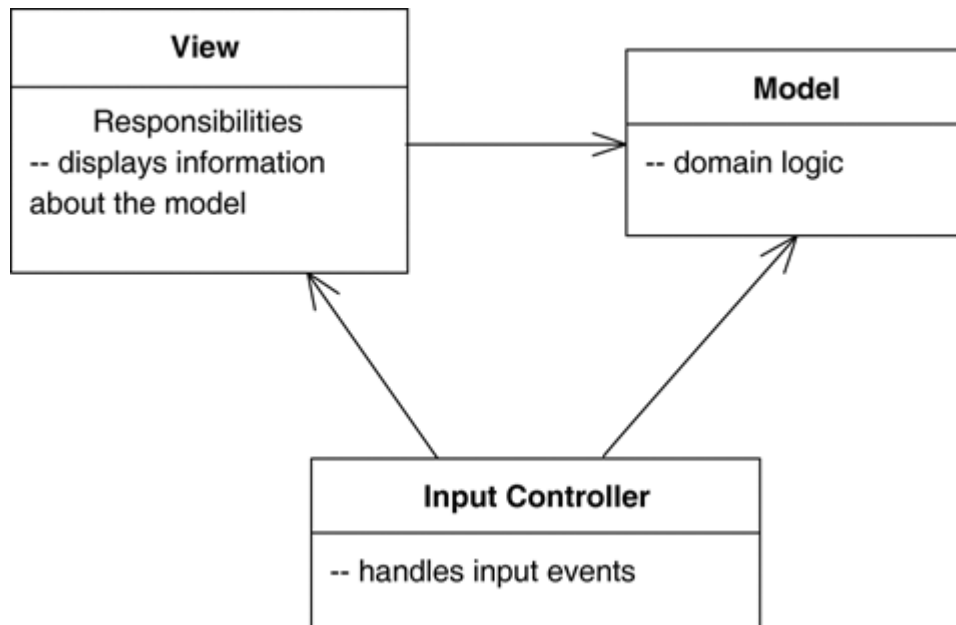 View
Responsibilities
-- displays information
about the model
Model
-- domain logic
Input Controller
-- handles input events